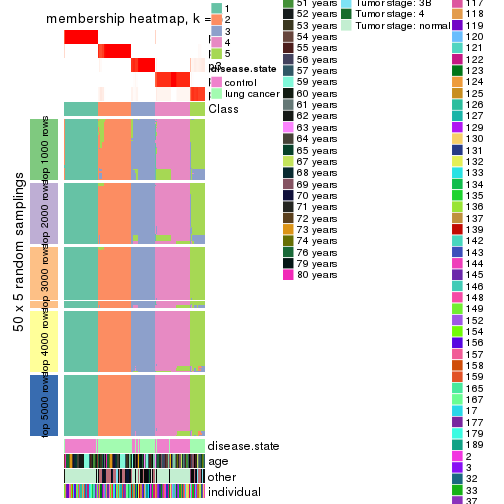 membership heatmap, k =
1
2
3
4
5
disease.state
control
lung cancer
Class
50 x 5 random samplings
top 1000 rows
top 2000 rows
top 3000 rows
top 4000 rows
top 5000 rows
disease.state
age
other
individual
51 years
52 years
53 years
54 years
55 years
56 years
57 years
59 years
60 years
61 years
62 years
63 years
64 years
65 years
67 years
68 years
69 years
70 years
71 years
72 years
73 years
74 years
76 years
79 years
80 years
Tumor stage: 3B
Tumor stage: 4
Tumor stage: normal
117
118
119
120
121
122
123
124
125
126
127
129
130
131
132
133
134
135
136
137
139
142
143
144
145
146
148
149
152
154
156
157
158
159
165
167
17
177
179
189
2
3
32
33
37